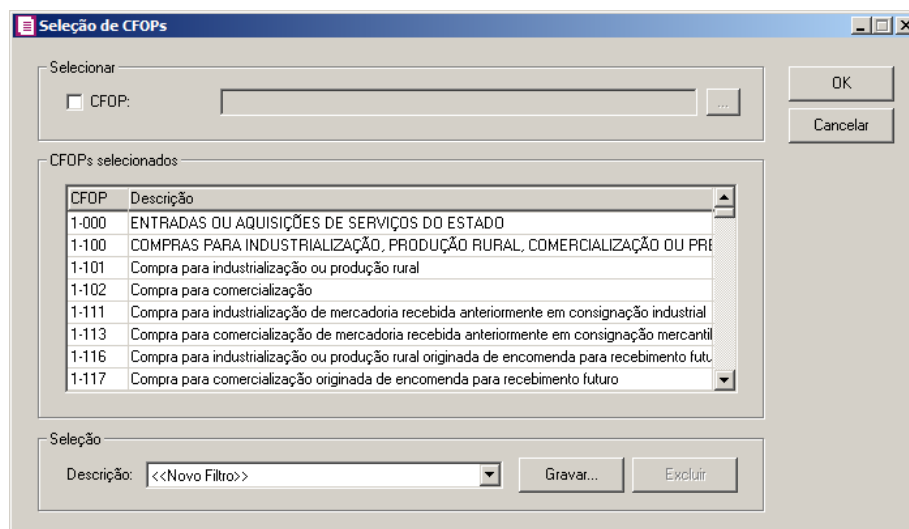 Seleção de CFOPs
Selecionar
CFOP:
...
OK
Cancelar
CFOPs selecionados
CFOP Descrição
1-000 ENTRADAS OU AQUISIÇÕES DE SERVIÇOS DO ESTADO
1-100 COMPRAS PARA INDUSTRIALIZAÇÃO, PRODUÇÃO RURAL, COMERCIALIZAÇÃO OU PRE
1-101 Compra para industrialização ou produção rural
1-102 Compra para comercialização
1-111 Compra para industrialização de mercadoria recebida anteriormente em consignação industrial
1-113 Compra para comercialização de mercadoria recebida anteriormente em consignação mercantil
1-116 Compra para industrialização ou produção rural originada de encomenda para recebimento futu
1-117 Compra para comercialização originada de encomenda para recebimento futuro
Seleção
Descrição: <<Novo Filtro>> Gravar... Excluir